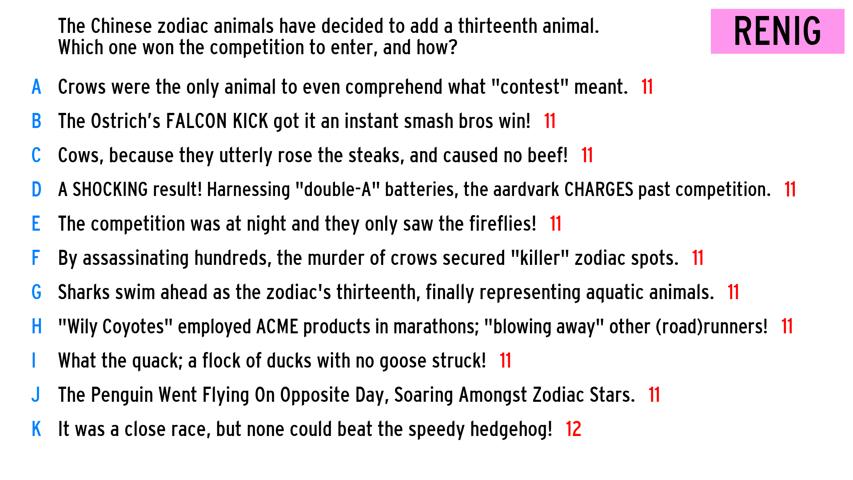 The Chinese zodiac animals have decided to add a thirteenth animal.
Which one won the competition to enter, and how?
RENIG
A Crows were the only animal to even comprehend what "contest" meant. 11
B The Ostrich's FALCON KICK got it an instant smash bros win! 11
C Cows, because they utterly rose the steaks, and caused no beef! 11
D A SHOCKING result! Harnessing "double-A" batteries, the aardvark CHARGES past competition. 11
E The competition was at night and they only saw the fireflies! 11
F By assassinating hundreds, the murder of crows secured "killer" zodiac spots. 11
G Sharks swim ahead as the zodiac's thirteenth, finally representing aquatic animals. 11
H "Wily Coyotes" employed ACME products in marathons; "blowing away" other (road)runners! 11
I What the quack; a flock of ducks with no goose struck! 11
J The Penguin Went Flying On Opposite Day, Soaring Amongst Zodiac Stars. 11
K It was a close race, but none could beat the speedy hedgehog! 12